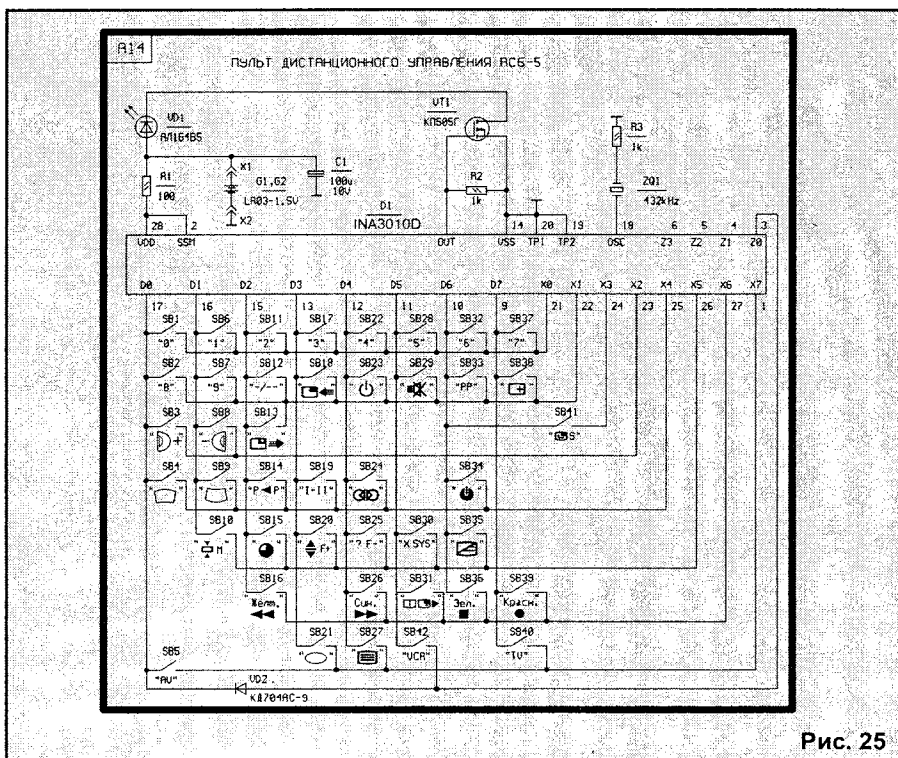 A14
ПУЛЬТ ДИСТАНЦИОННОГО УПРАВЛЕНИЯ RC6-5
VD1
АЛ164В5
VT1
КП505Г
R3
1k
R1
100
X1
G1,G2
LR03-1.5V
X2
C1
100u
10V
R2
1k
ZQ1
432kHz
D1
INA3010D
28 2 14 20 19 18 6 5 4 3
VDD SSM OUT VSS TP1 TP2 OSC Z3 Z2 Z1 Z0
D0 D1 D2 D3 D4 D5 D6 D7 X0 X1 X3 X2 X4 X5 X6 X7
17 16 15 13 12 11 10 9 21 22 24 23 25 26 27 1
SB1 SB6 SB11 SB17 SB22 SB28 SB32 SB37
"0" "1" "2" "3" "4" "5" "6" "7"
SB2 SB7 SB12 SB18 SB23 SB29 SB33 SB38
"8" "9" "-/--" "PP"
SB3 SB8 SB13 SB41
"+" "-" "S"
SB4 SB9 SB14 SB19 SB24 SB34
"P◄P" "I-II"
SB10 SB15 SB20 SB25 SB30 SB35
M" F+ "? F-" "X SYS"
SB16 SB26 SB31 SB36 SB39
"Желт." "Син." "Зел." "Красн."
SB21 SB27 SB42 SB40
"VCR" "TV"
SB5
"AV"
VD2
КД704АС-9
Рис. 25